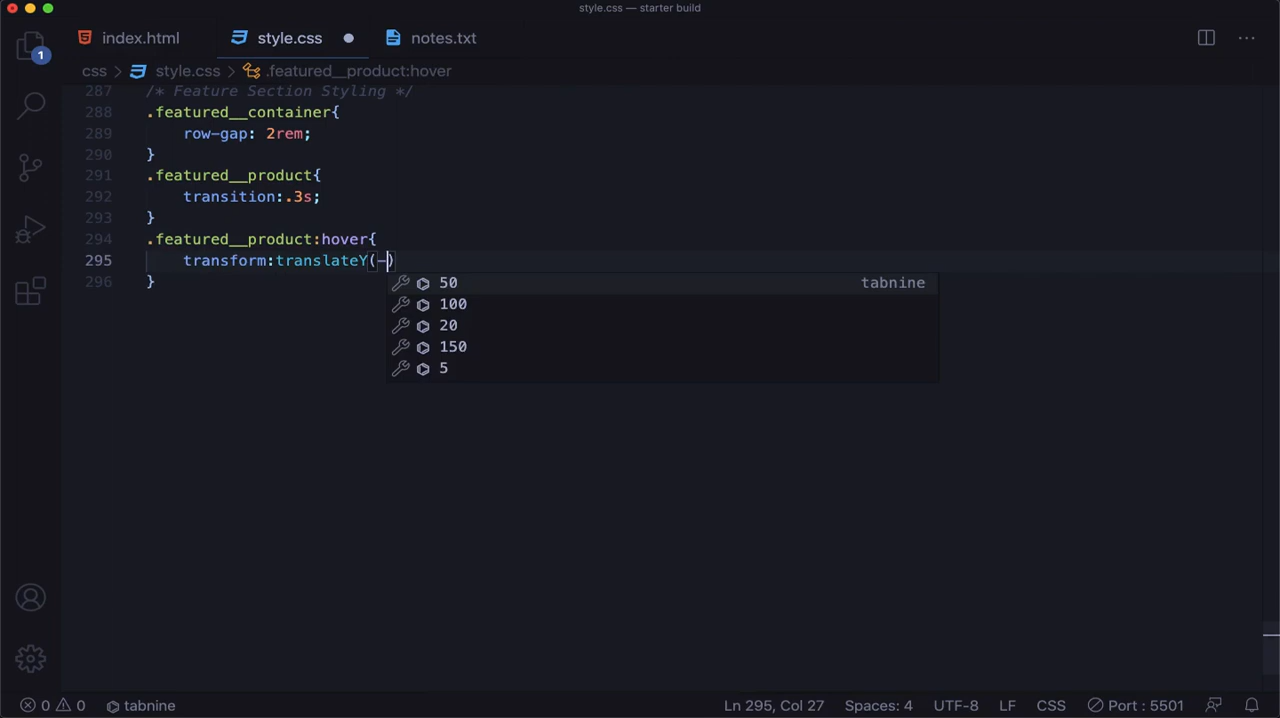 style.css — starter build
index.html
style.css
notes.txt
1
css > style.css > .featured__product:hover
287 /* Feature Section Styling */
288 .featured__container{
289 row-gap: 2rem;
290 }
291 .featured__product{
292 transition:.3s;
293 }
294 .featured__product:hover{
295 transform:translateY(-)
296 }
50 tabnine
100
20
150
5
0 0 tabnine Ln 295, Col 27 Spaces: 4 UTF-8 LF CSS Port : 5501